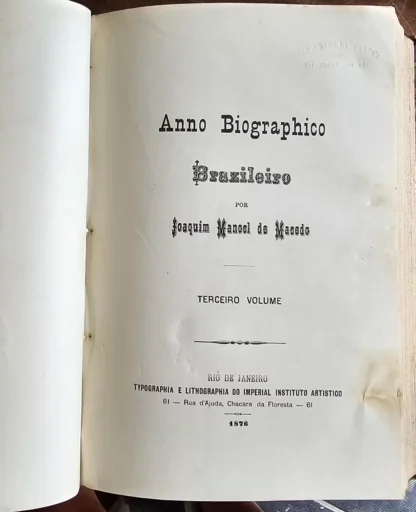 Anno Biographico
Brazileiro
POR
Joaquim Manoel de Macedo
TERCEIRO VOLUME
RIO DE JANEIRO
TYPOGRAPHIA E LITHOGRAPHIA DO IMPERIAL INSTITUTO ARTISTICO
61 — Rua d'Ajuda, Chacara da Floresta — 61
1876